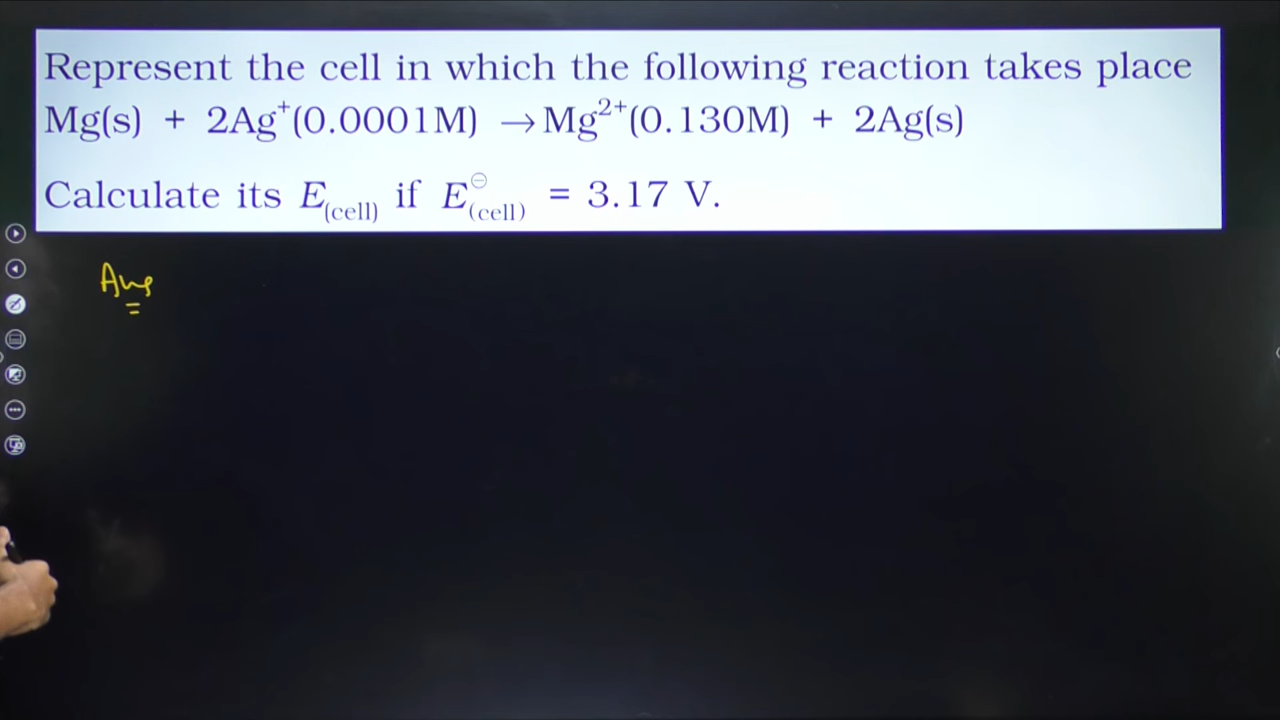 Represent the cell in which the following reaction takes place
Mg(s) + 2Ag⁺(0.0001M) → Mg²⁺(0.130M) + 2Ag(s)
Calculate its E(cell) if E⊖(cell) = 3.17 V.
Ans